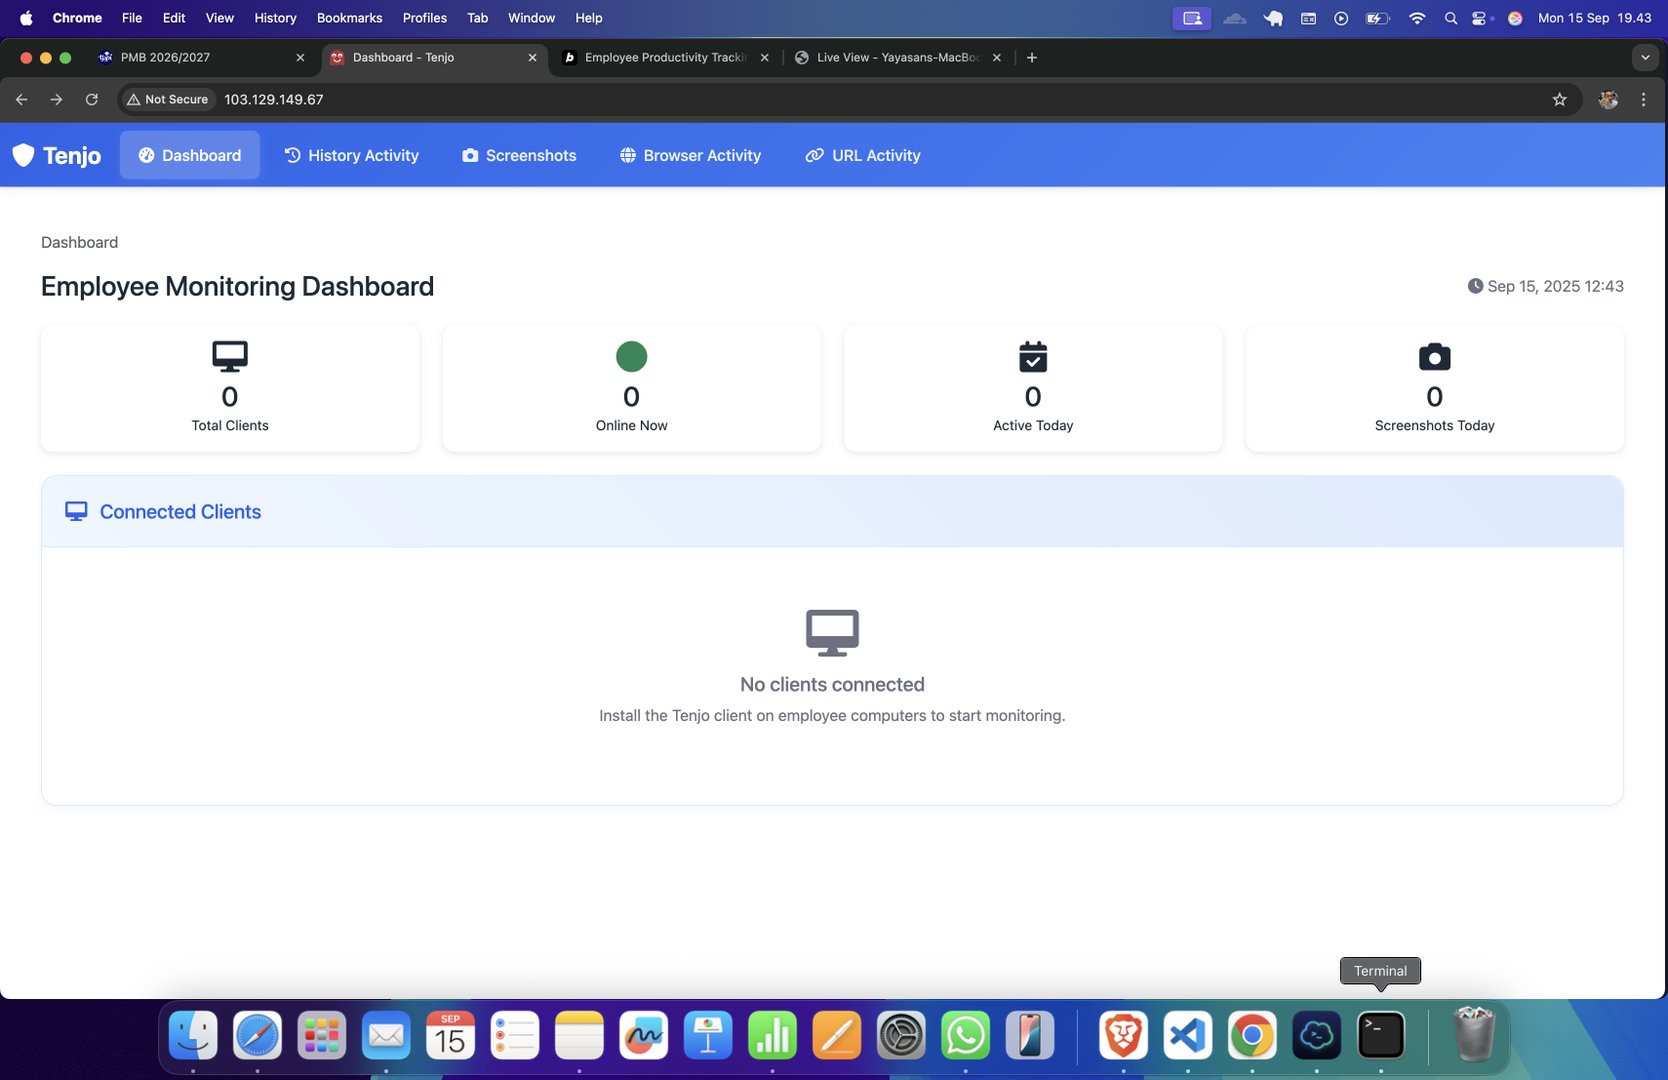 Chrome File Edit View History Bookmarks Profiles Tab Window Help Mon 15 Sep 19.43
PMB 2026/2027 Dashboard - Tenjo Employee Productivity Trackin Live View - Yayasans-MacBoo
Not Secure 103.129.149.67
Tenjo Dashboard History Activity Screenshots Browser Activity URL Activity
Dashboard
Employee Monitoring Dashboard Sep 15, 2025 12:43
0 0 0 0
Total Clients Online Now Active Today Screenshots Today
Connected Clients
No clients connected
Install the Tenjo client on employee computers to start monitoring.
Terminal
SEP
15